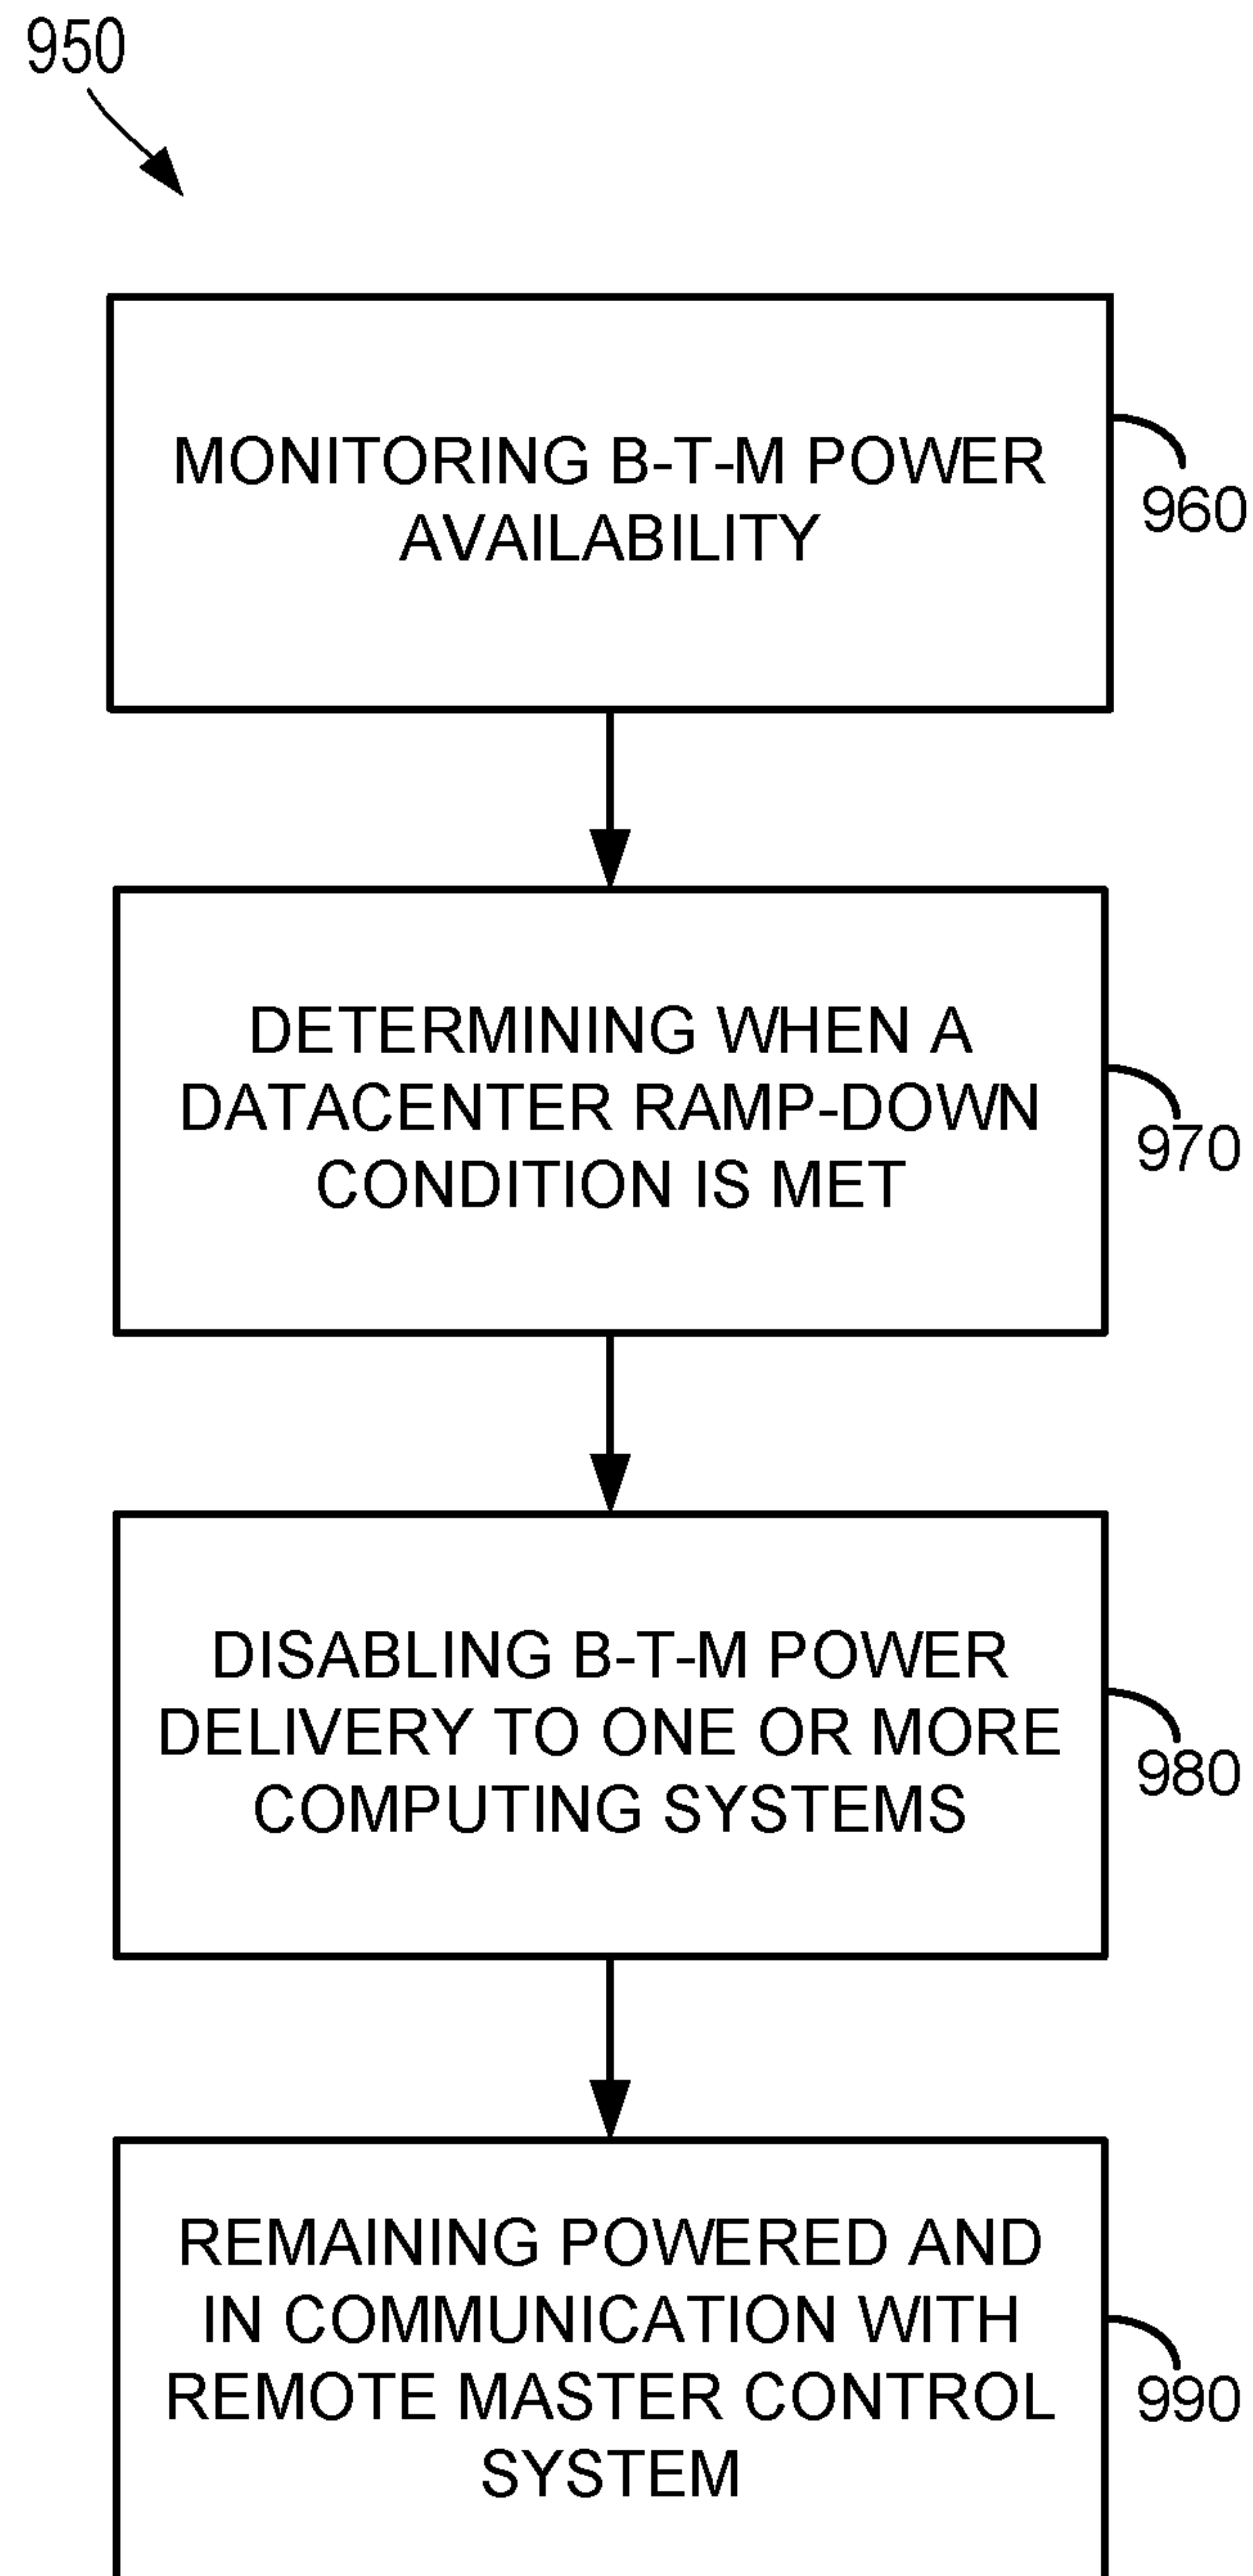 950
MONITORING B-T-M POWER
AVAILABILITY
960
DETERMINING WHEN A
DATACENTER RAMP-DOWN
CONDITION IS MET
970
DISABLING B-T-M POWER
DELIVERY TO ONE OR MORE
COMPUTING SYSTEMS
980
REMAINING POWERED AND
IN COMMUNICATION WITH
REMOTE MASTER CONTROL
SYSTEM
990